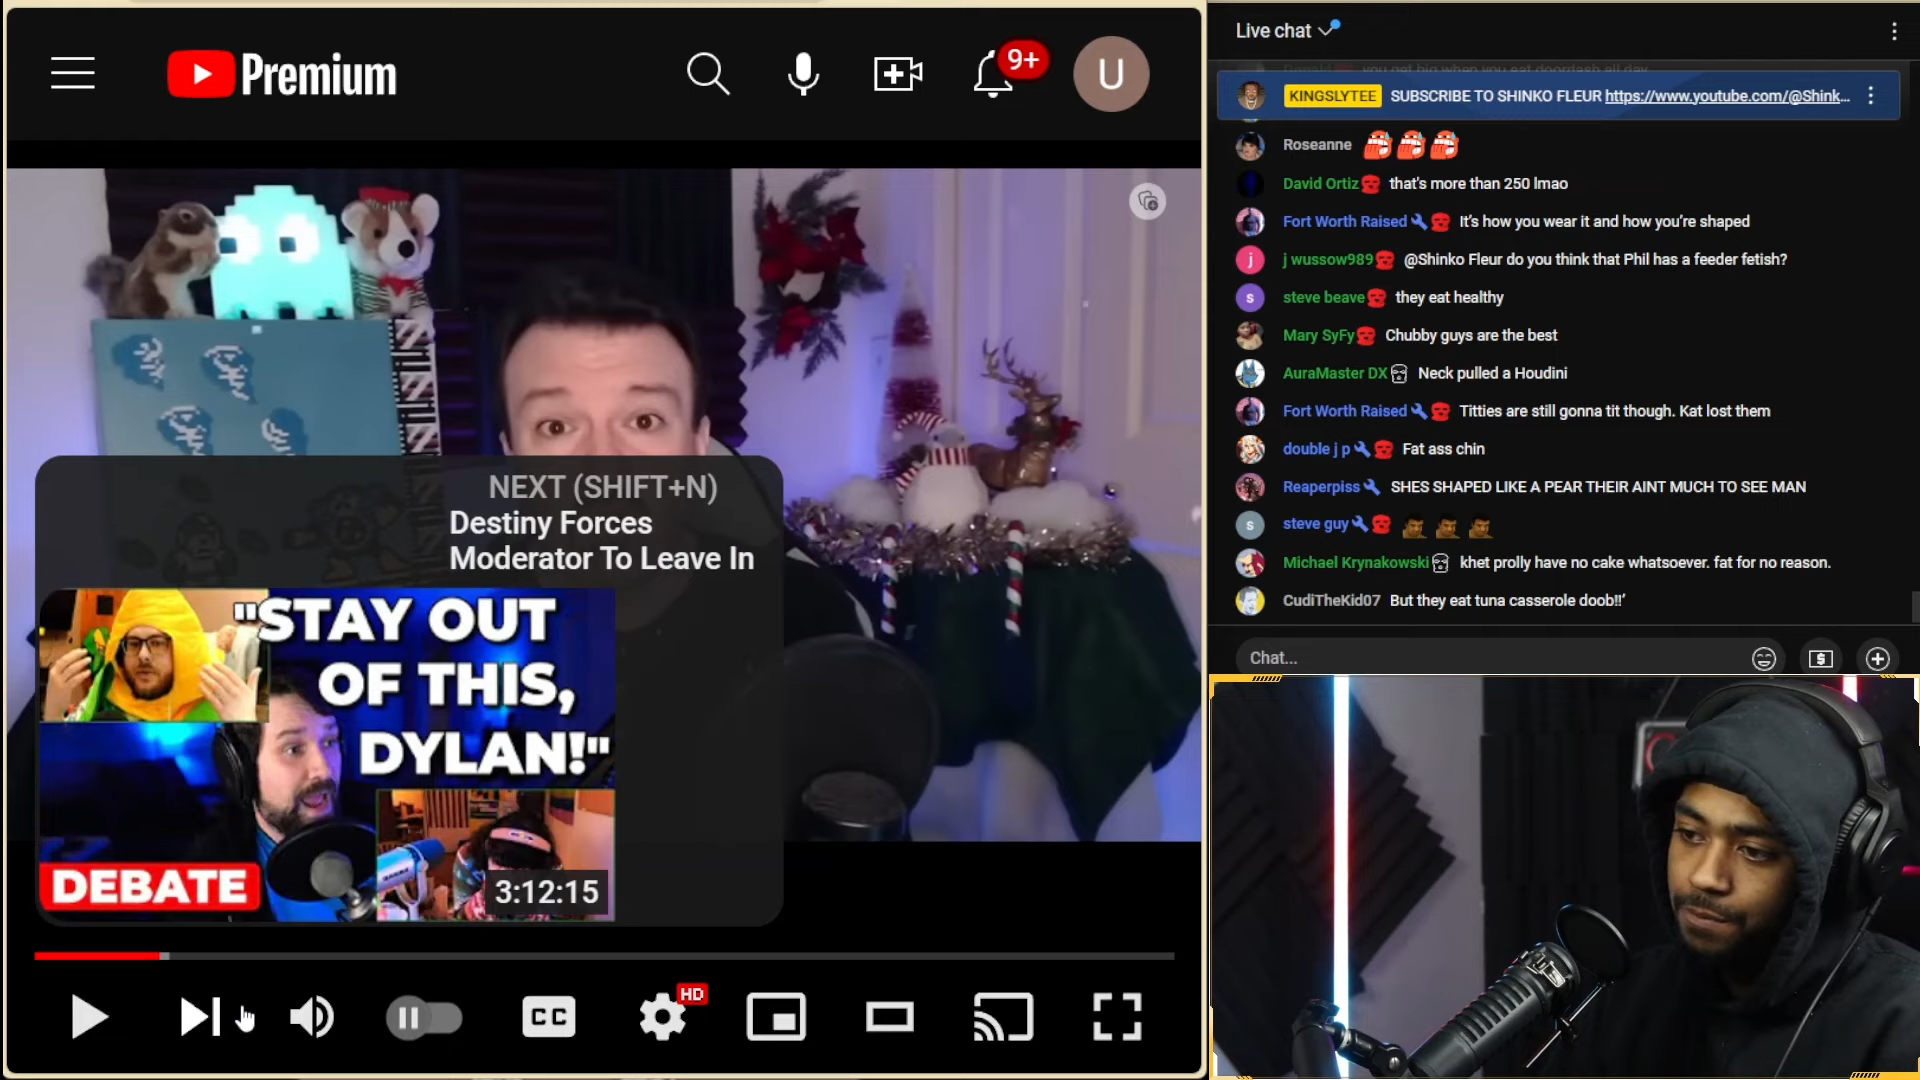 Premium
9+
U
NEXT (SHIFT+N)
Destiny Forces
Moderator To Leave In
"STAY OUT
OF THIS,
DYLAN!"
DEBATE
3:12:15
HD
CC
Live chat
KINGSLYTEE SUBSCRIBE TO SHINKO FLEUR https://www.youtube.com/@Shink...
Roseanne
David Ortiz that's more than 250 lmao
Fort Worth Raised It's how you wear it and how you're shaped
j
j wussow989 @Shinko Fleur do you think that Phil has a feeder fetish?
s
steve beave they eat healthy
Mary SyFy Chubby guys are the best
AuraMaster DX Neck pulled a Houdini
Fort Worth Raised Titties are still gonna tit though. Kat lost them
double j p Fat ass chin
Reaperpiss SHES SHAPED LIKE A PEAR THEIR AINT MUCH TO SEE MAN
s
steve guy
Michael Krynakowski khet prolly have no cake whatsoever. fat for no reason.
CudiTheKid07 But they eat tuna casserole doob!!'
Chat...